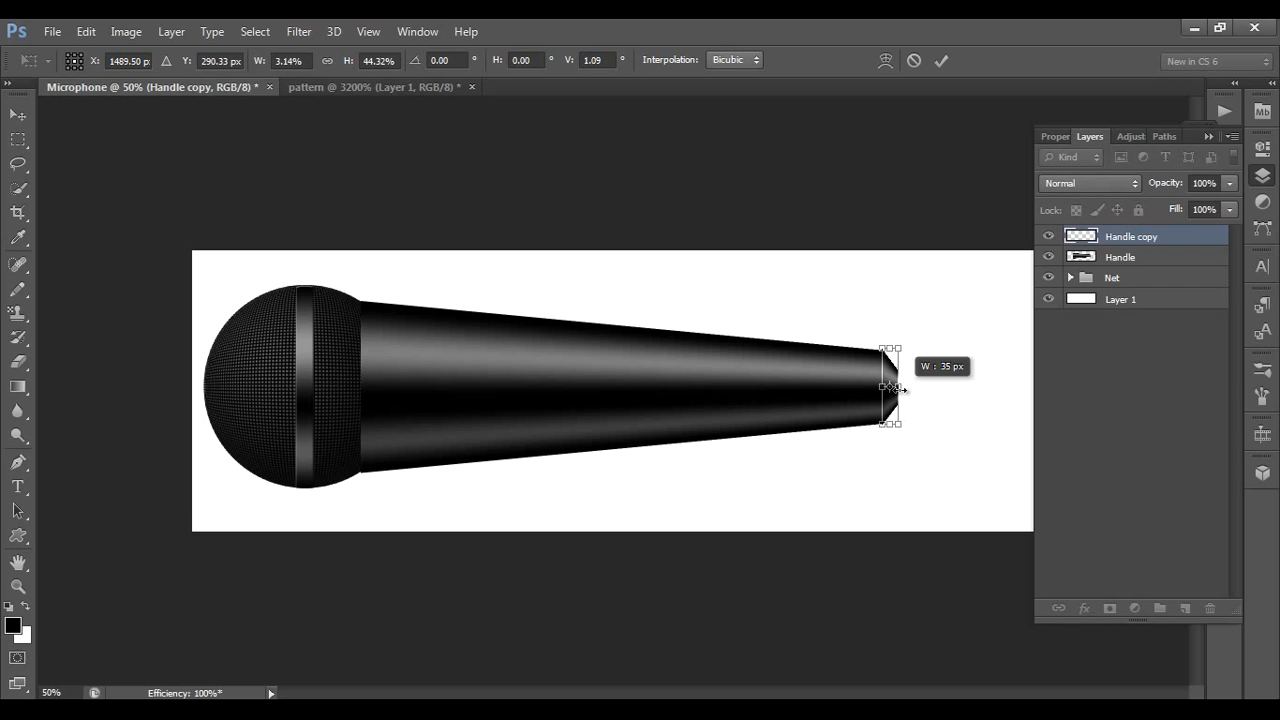 Ps File Edit Image Layer Type Select Filter 3D View Window Help
X: 1489.50 p Y: 290.33 px W: 3.14% H: 44.32% 0.00 ° H: 0.00 ° V: 1.09 ° Interpolation: Bicubic New in CS 6
Microphone @ 50% (Handle copy, RGB/8) * × pattern @ 3200% (Layer 1, RGB/8) * ×
Mb
Proper Layers Adjust Paths
Kind
Normal Opacity: 100%
Lock: Fill: 100%
Handle copy
Handle
Net
Layer 1
W : 35 px
50% Efficiency: 100%*